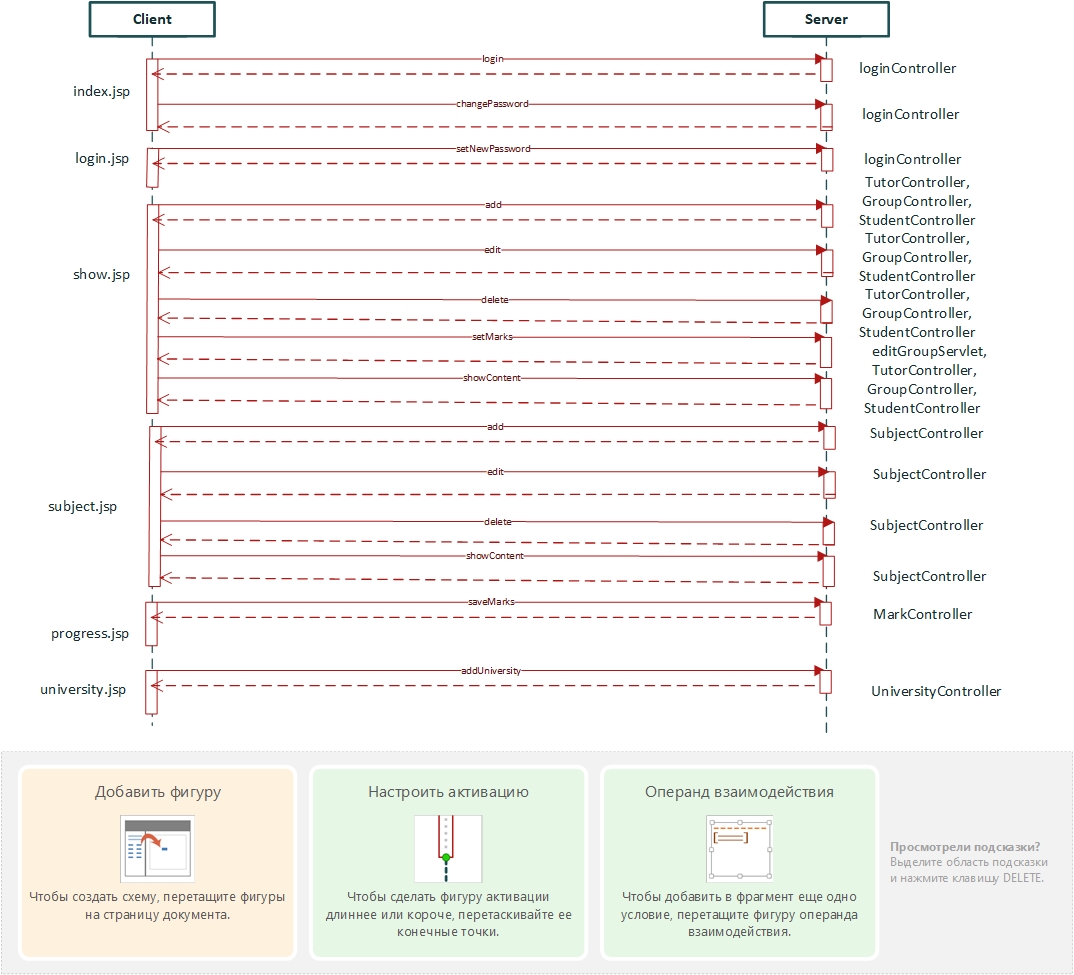 Client
Server
login
loginController
index.jsp
changePassword
loginController
login.jsp
setNewPassword
loginController
TutorController,
GroupController,
StudentController
add
TutorController,
GroupController,
StudentController
edit
show.jsp
TutorController,
GroupController,
StudentController
delete
setMarks
editGroupServlet,
TutorController,
GroupController,
StudentController
showContent
add
SubjectController
edit
SubjectController
subject.jsp
delete
SubjectController
showContent
SubjectController
saveMarks
MarkController
progress.jsp
addUniversity
university.jsp
UniversityController
Добавить фигуру
Чтобы создать схему, перетащите фигуры
на страницу документа.
Настроить активацию
Чтобы сделать фигуру активации
длиннее или короче, перетаскивайте ее
конечные точки.
Операнд взаимодействия
Чтобы добавить в фрагмент еще одно
условие, перетащите фигуру операнда
взаимодействия.
Просмотрели подсказки?
Выделите область подсказки
и нажмите клавишу DELETE.